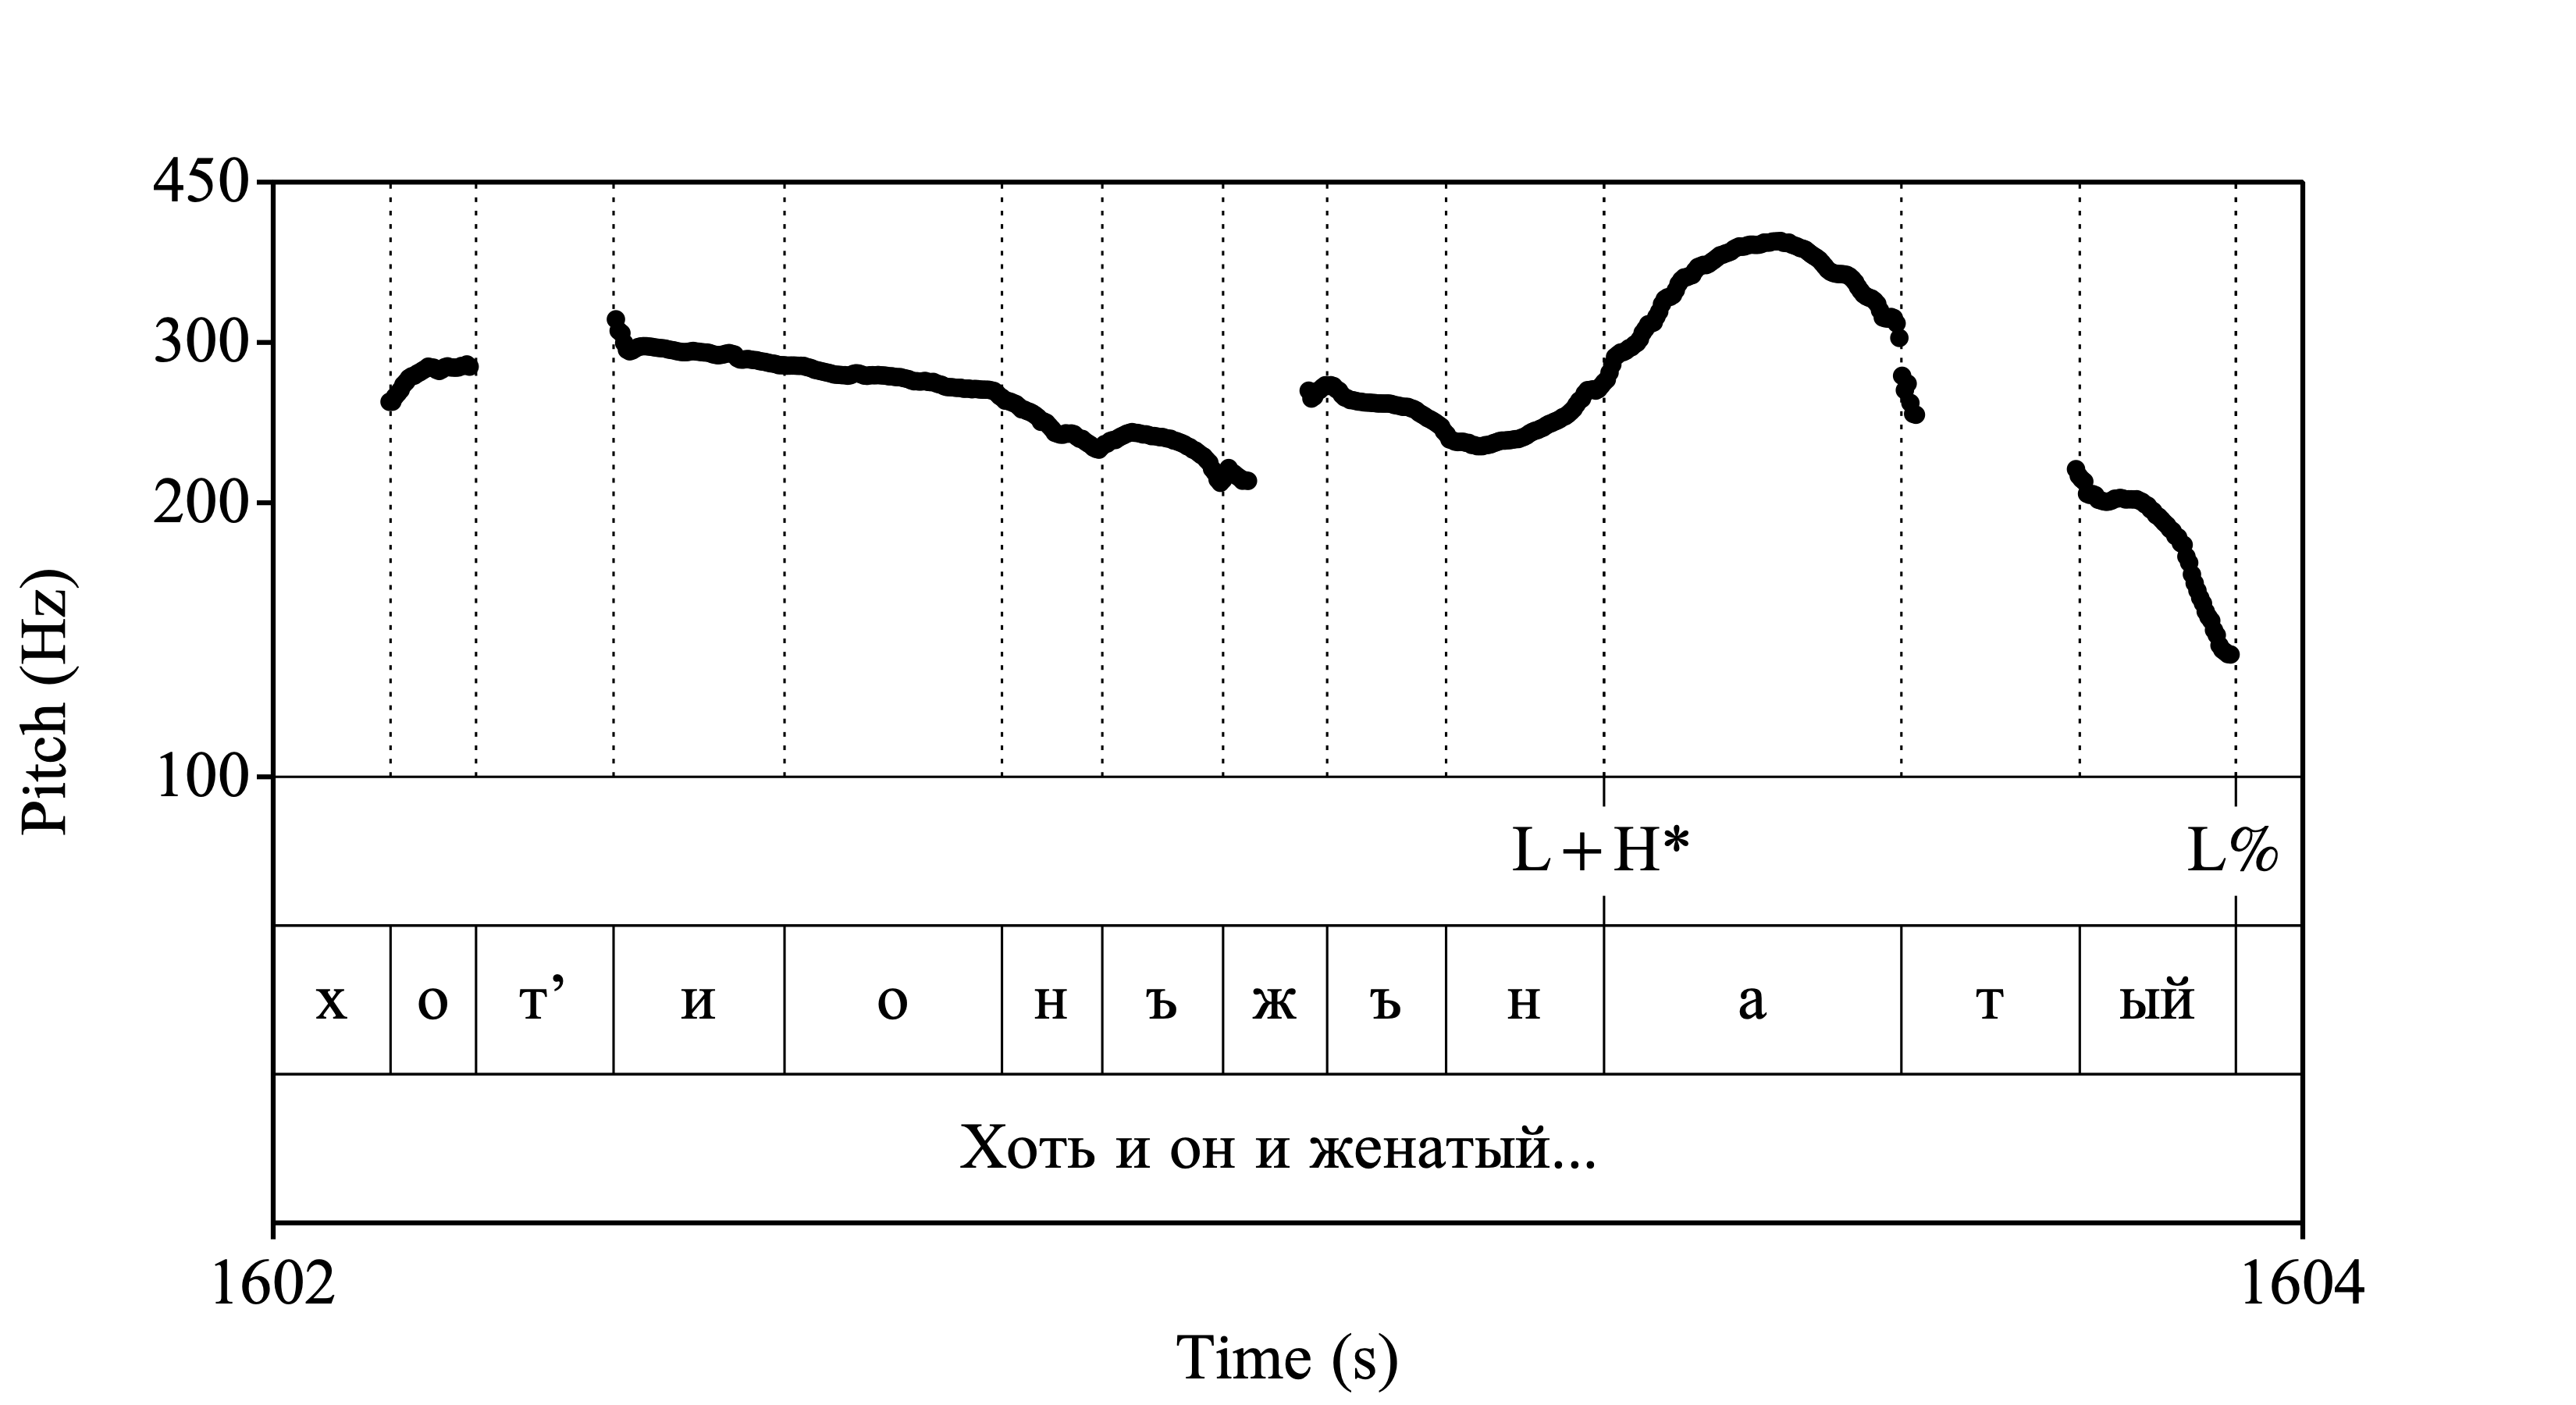 450
300
200
100
Pitch (Hz)
L+H* L%
х о т’ и о н ъ ж ъ н а т ый
Хоть и он и женатый...
1602 1604
Time (s)